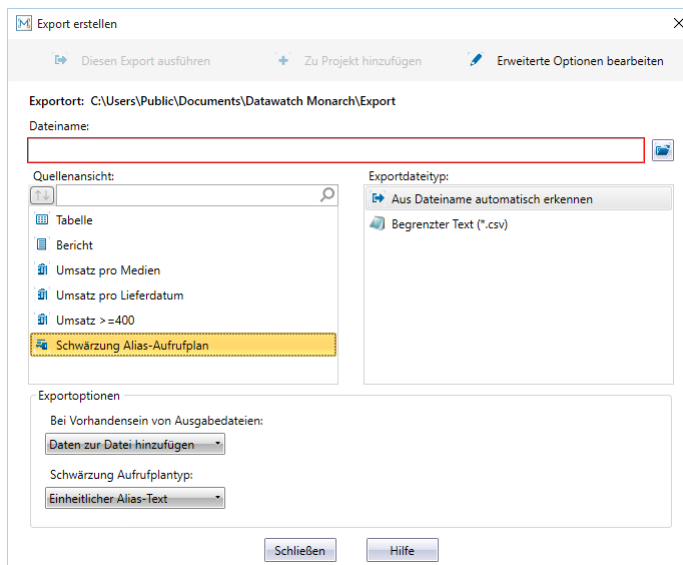 Export erstellen
Diesen Export ausführen
Zu Projekt hinzufügen
Erweiterte Optionen bearbeiten
Exportort: C:\Users\Public\Documents\Datawatch Monarch\Export
Dateiname:
Quellenansicht:
Exportdateityp:
Tabelle
Aus Dateiname automatisch erkennen
Bericht
Begrenzter Text (*.csv)
Umsatz pro Medien
Umsatz pro Lieferdatum
Umsatz >=400
Schwärzung Alias-Aufrufplan
Exportoptionen
Bei Vorhandensein von Ausgabedateien:
Daten zur Datei hinzufügen
Schwärzung Aufrufplantyp:
Einheitlicher Alias-Text
Schließen
Hilfe